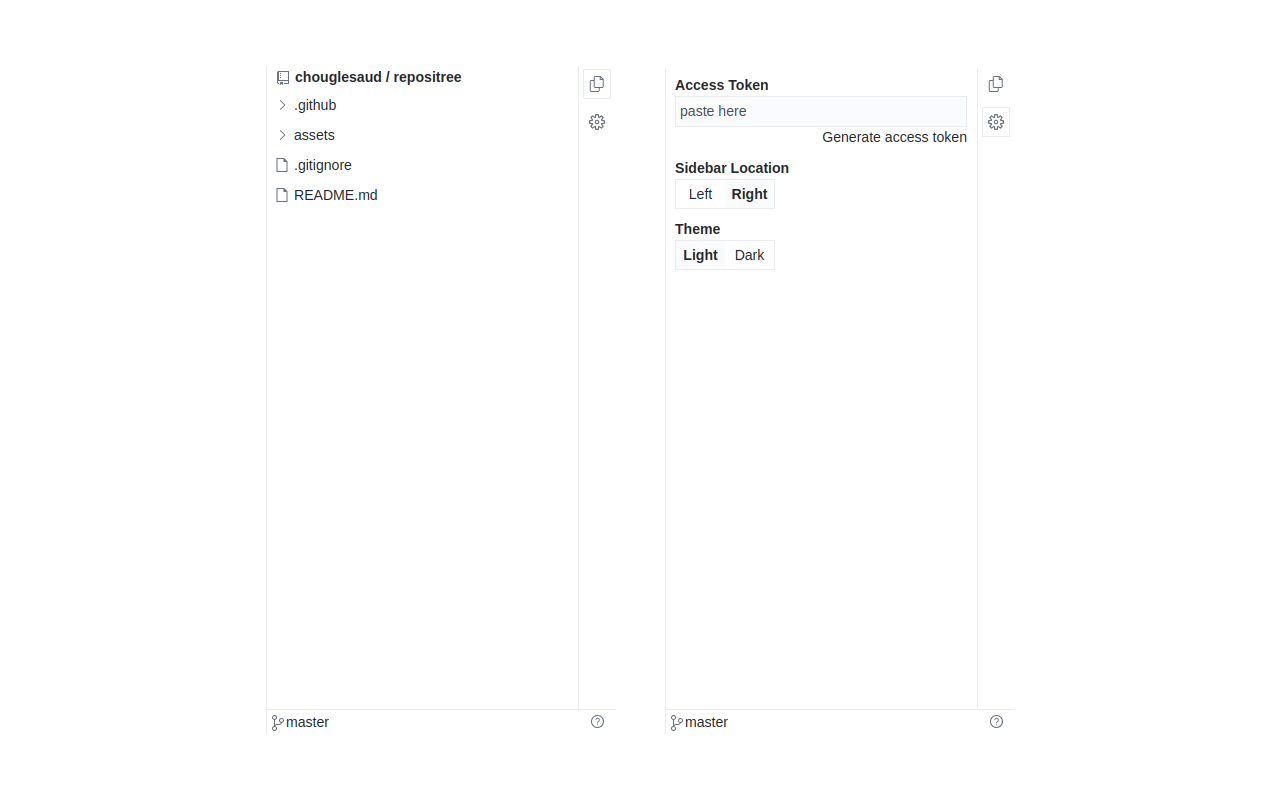 chouglesaud / repositree
.github
assets
.gitignore
README.md
master
Access Token
paste here
Generate access token
Sidebar Location
Left Right
Theme
Light Dark
master